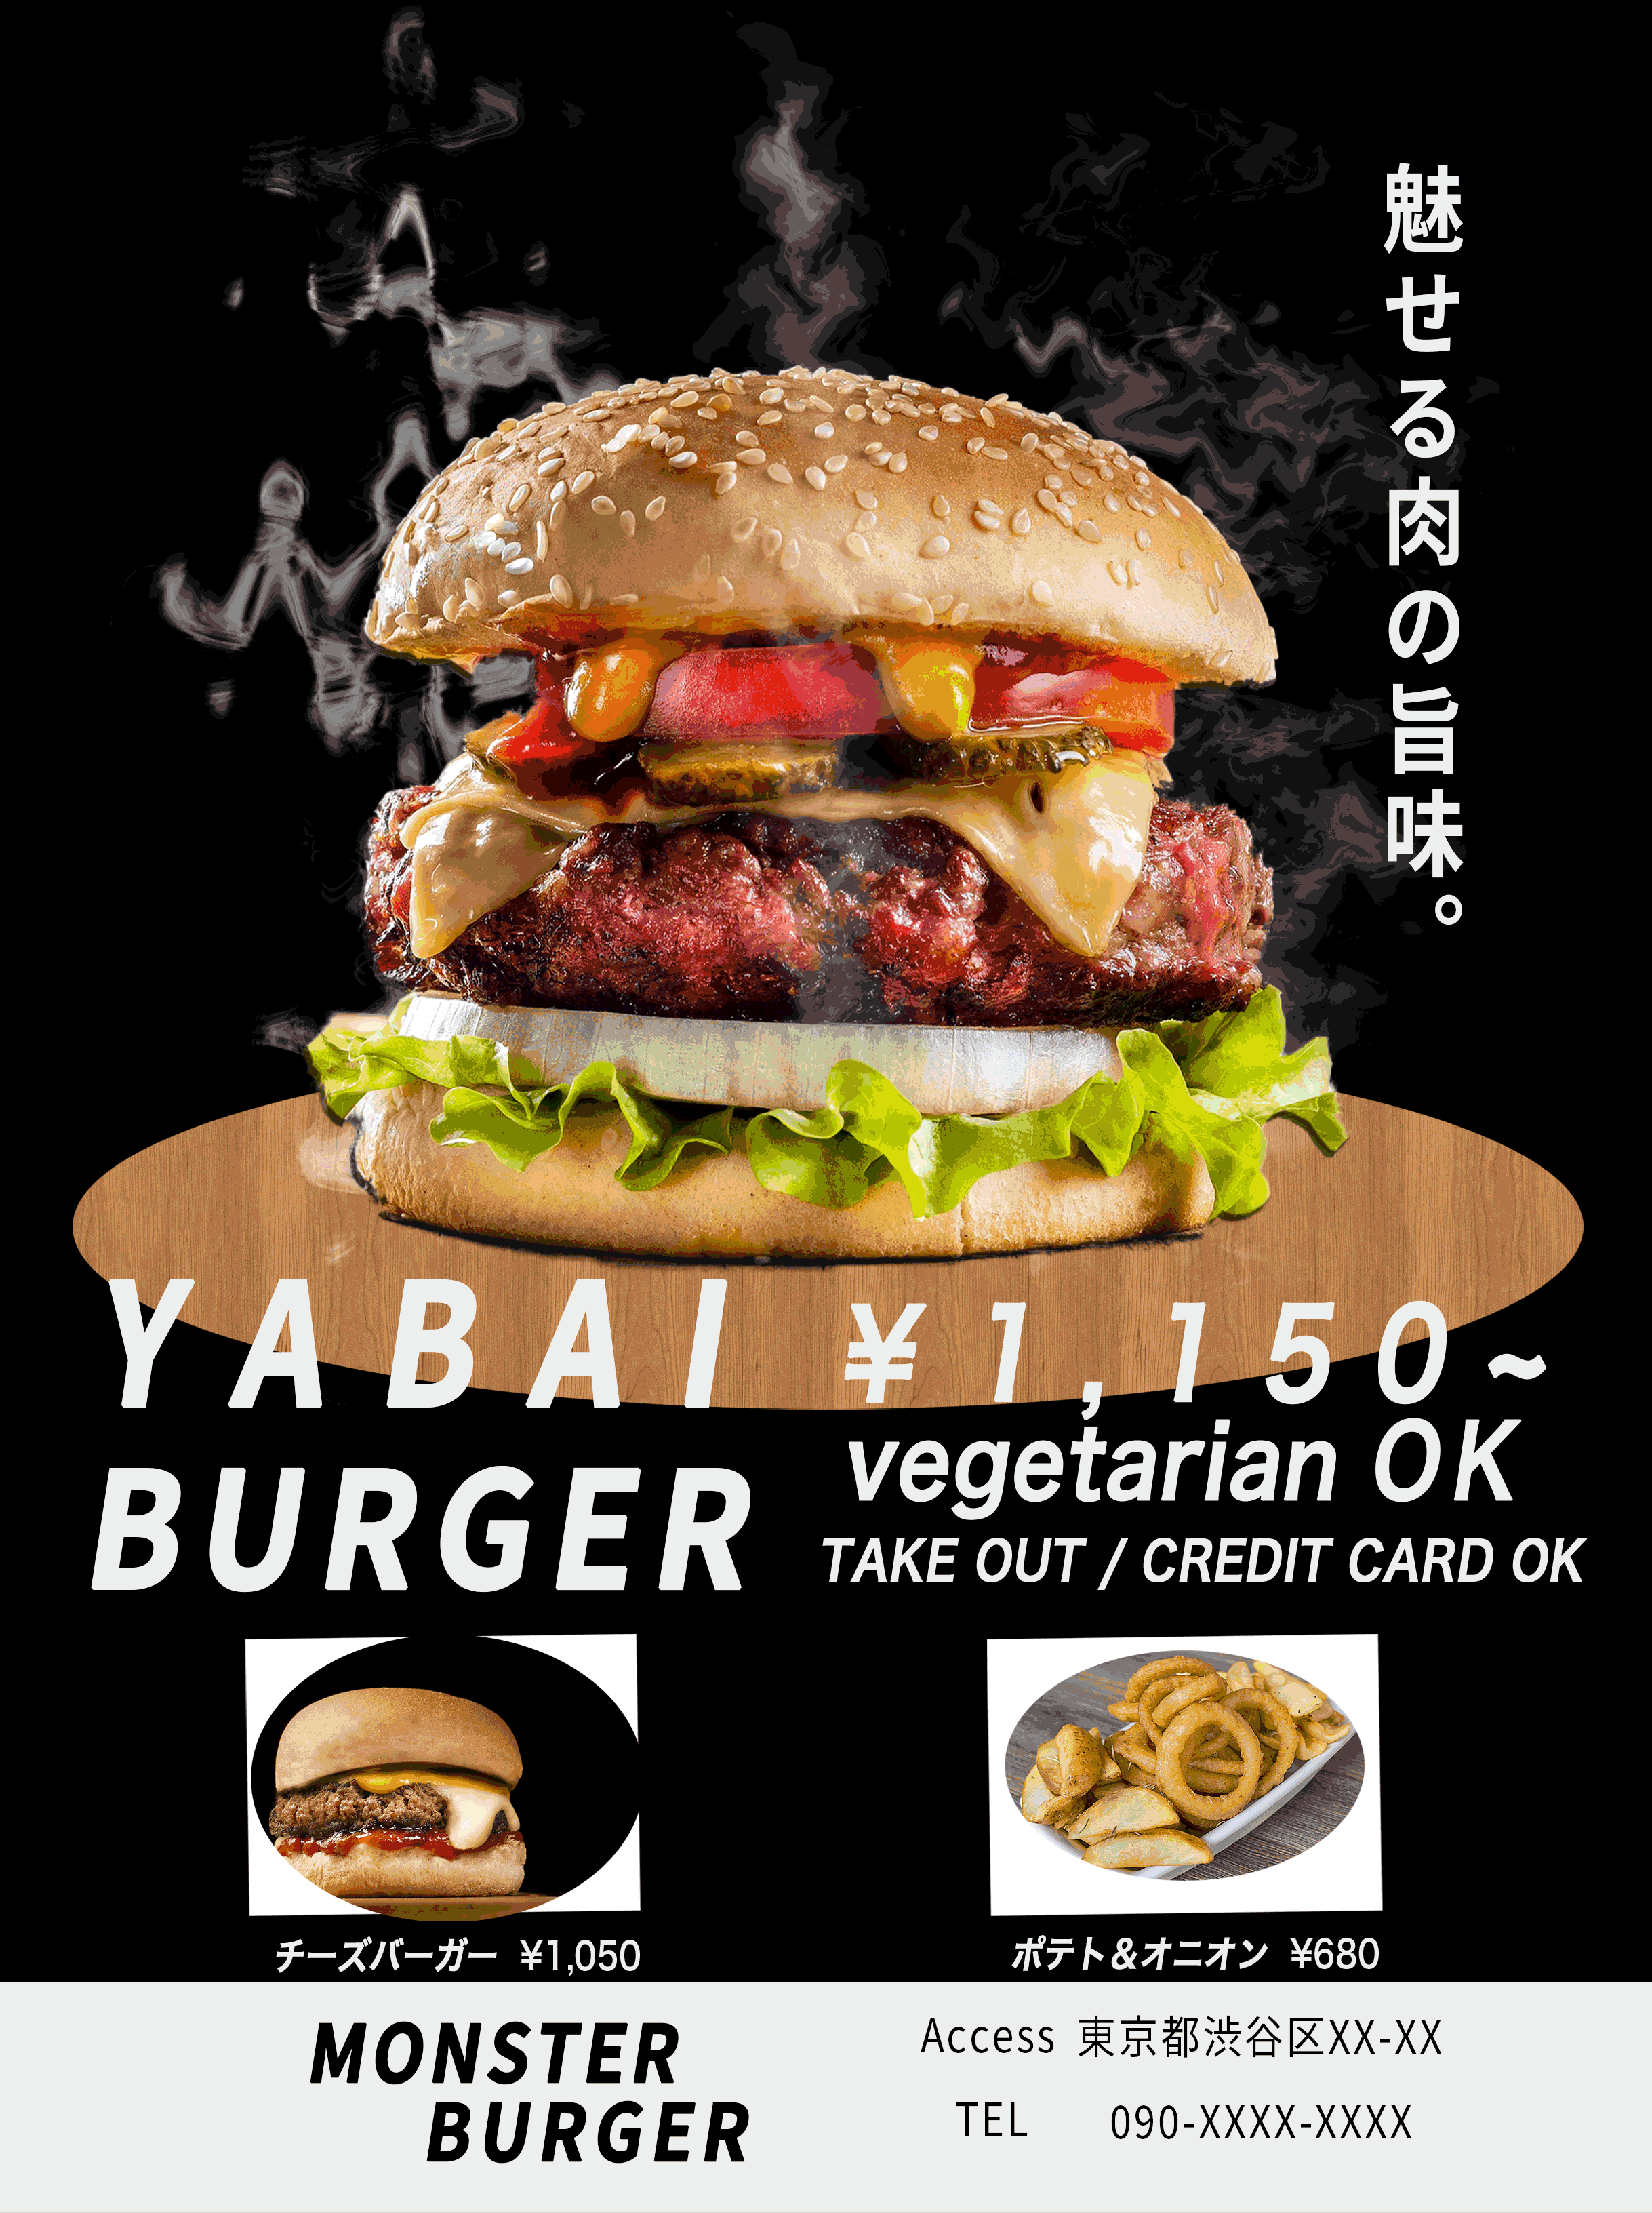 魅せる肉の旨味。
YABAI
BURGER
¥1,150~
vegetarian OK
TAKE OUT / CREDIT CARD OK
チーズバーガー ¥1,050
ポテト&オニオン ¥680
MONSTER
BURGER
Access 東京都渋谷区XX-XX
TEL 090-XXXX-XXXX